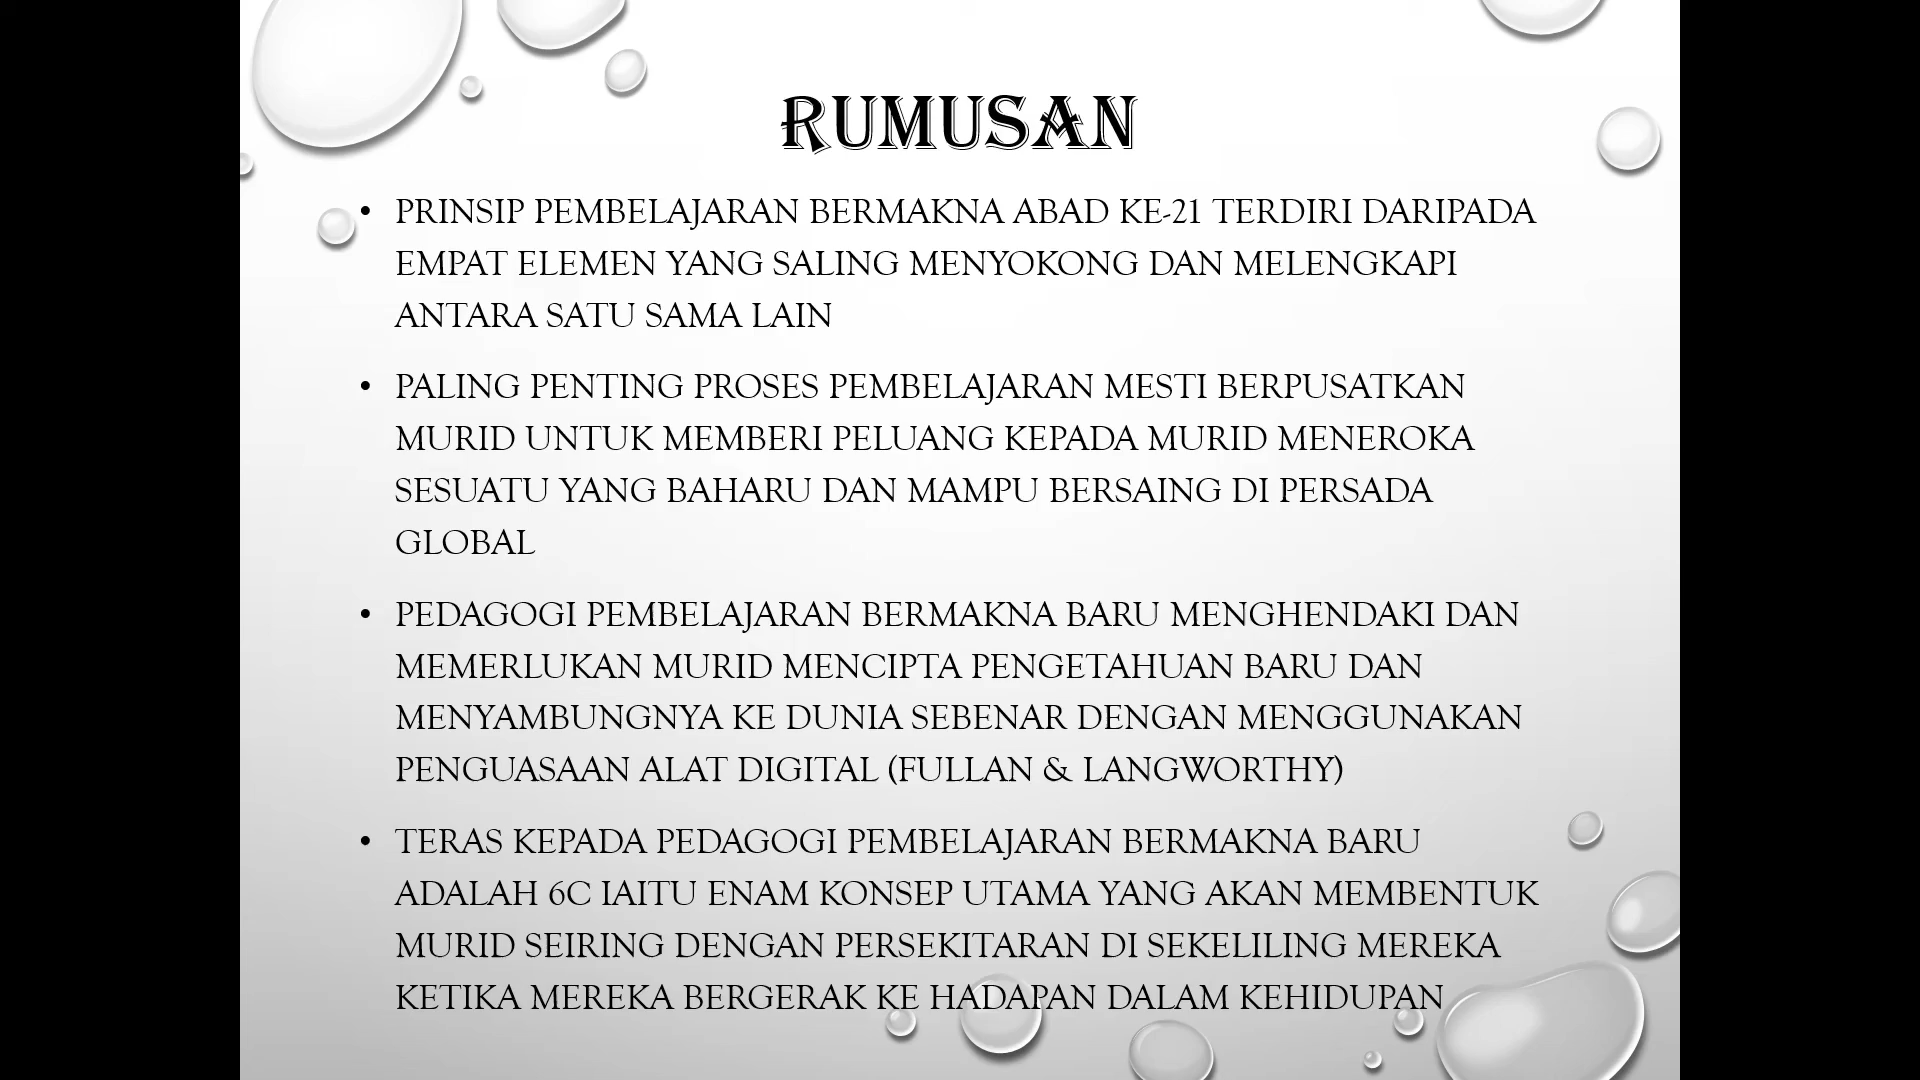 RUMUSAN
• PRINSIP PEMBELAJARAN BERMAKNA ABAD KE-21 TERDIRI DARIPADA
EMPAT ELEMEN YANG SALING MENYOKONG DAN MELENGKAPI
ANTARA SATU SAMA LAIN
• PALING PENTING PROSES PEMBELAJARAN MESTI BERPUSATKAN
MURID UNTUK MEMBERI PELUANG KEPADA MURID MENEROKA
SESUATU YANG BAHARU DAN MAMPU BERSAING DI PERSADA
GLOBAL
• PEDAGOGI PEMBELAJARAN BERMAKNA BARU MENGHENDAKI DAN
MEMERLUKAN MURID MENCIPTA PENGETAHUAN BARU DAN
MENYAMBUNGNYA KE DUNIA SEBENAR DENGAN MENGGUNAKAN
PENGUASAAN ALAT DIGITAL (FULLAN & LANGWORTHY)
• TERAS KEPADA PEDAGOGI PEMBELAJARAN BERMAKNA BARU
ADALAH 6C IAITU ENAM KONSEP UTAMA YANG AKAN MEMBENTUK
MURID SEIRING DENGAN PERSEKITARAN DI SEKELILING MEREKA
KETIKA MEREKA BERGERAK KE HADAPAN DALAM KEHIDUPAN